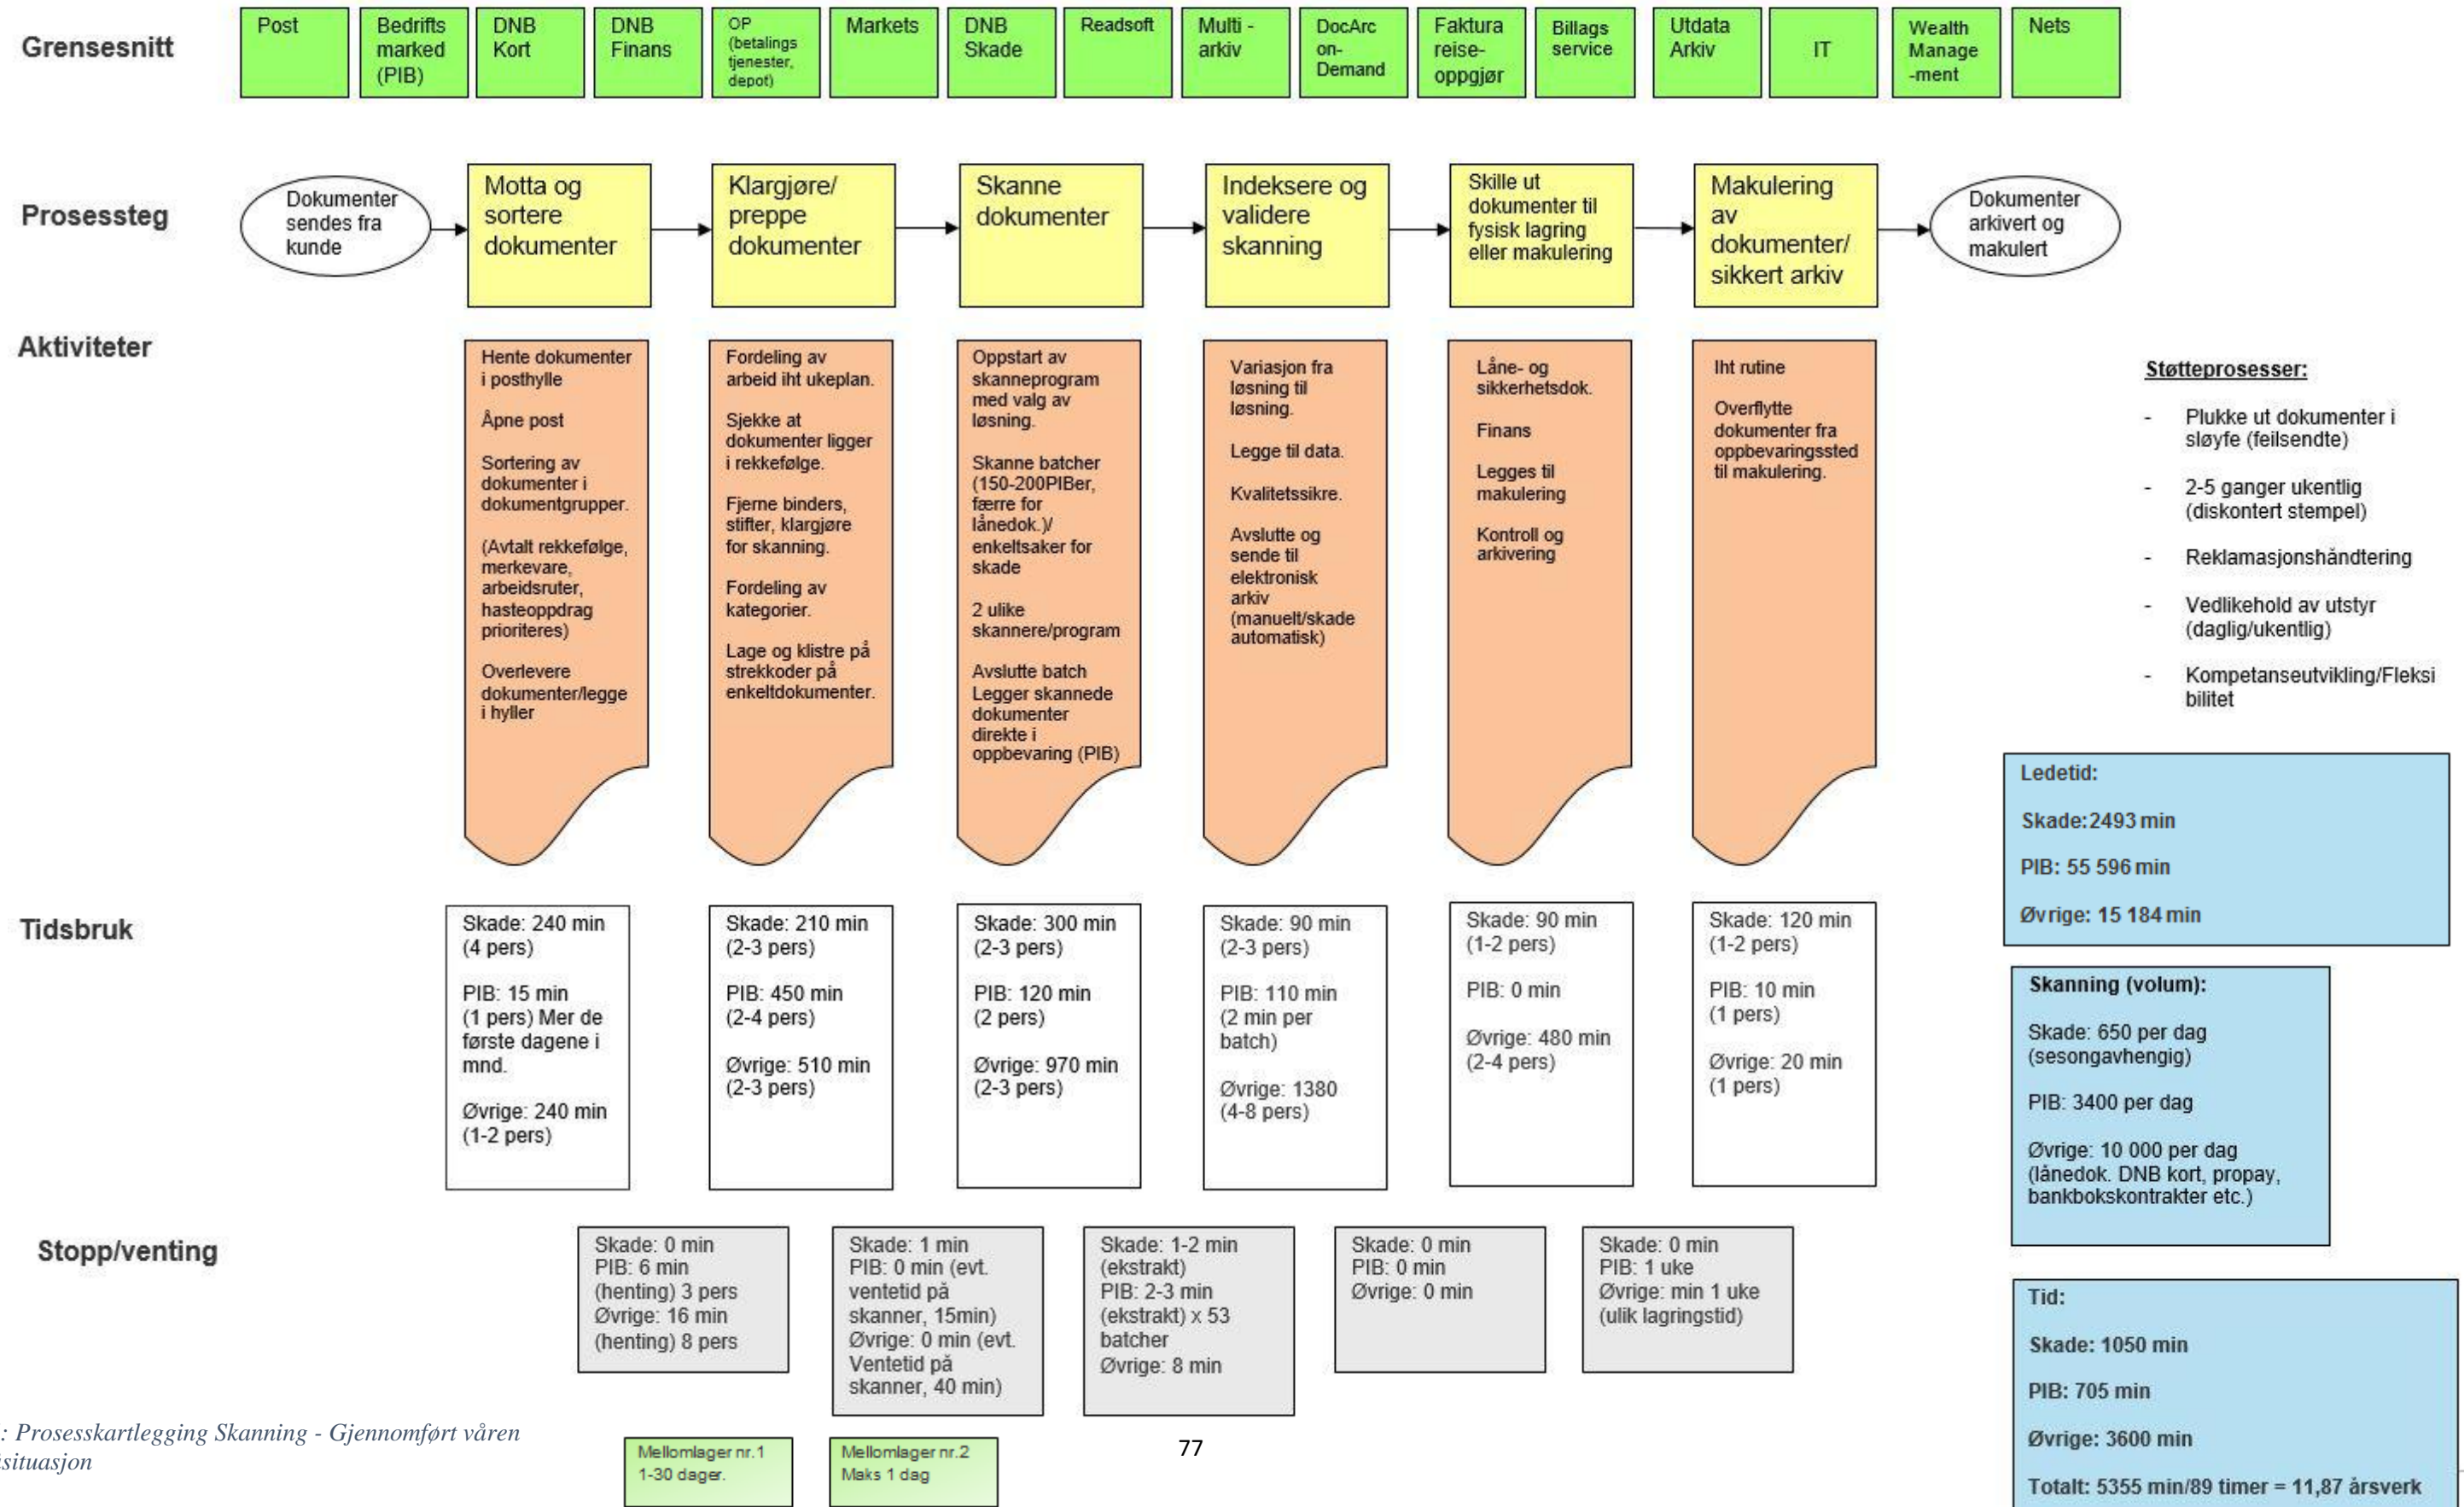 Grensesnitt
Post
Bedrifts
marked
(PIB)
DNB
Kort
DNB
Finans
OP
(betalings
tjenester,
depot)
Markets
DNB
Skade
Readsoft
Multi -
arkiv
DocArc
on-
Demand
Faktura
reise-
oppgjør
Billags
service
Utdata
Arkiv
IT
Wealth
Manage
-ment
Nets
Prosessteg
Dokumenter
sendes fra
kunde
Motta og
sortere
dokumenter
Klargjøre/
preppe
dokumenter
Skanne
dokumenter
Indeksere og
validere
skanning
Skille ut
dokumenter til
fysisk lagring
eller makulering
Makulering
av
dokumenter/
sikkert arkiv
Dokumenter
arkivert og
makulert
Aktiviteter
Hente dokumenter
i posthylle
Åpne post
Sortering av
dokumenter i
dokumentgrupper.
(Avtalt rekkefølge,
merkevare,
arbeidsruter,
hasteoppdrag
prioriteres)
Overlevere
dokumenter/legge
i hyller
Fordeling av
arbeid iht ukeplan.
Sjekke at
dokumenter ligger
i rekkefølge.
Fjerne binders,
stifter, klargjøre
for skanning.
Fordeling av
kategorier.
Lage og klistre på
strekkoder på
enkeltdokumenter.
Oppstart av
skanneprogram
med valg av
løsning.
Skanne batcher
(150-200PIBer,
færre for
lånedok.)/
enkeltsaker for
skade
2 ulike
skannere/program
Avslutte batch
Legger skannede
dokumenter
direkte i
oppbevaring (PIB)
Variasjon fra
løsning til
løsning.
Legge til data.
Kvalitetssikre.
Avslutte og
sende til
elektronisk
arkiv
(manuelt/skade
automatisk)
Låne- og
sikkerhetsdok.
Finans
Legges til
makulering
Kontroll og
arkivering
Iht rutine
Overflytte
dokumenter fra
oppbevaringssted
til makulering.
Støtteprosesser:
- Plukke ut dokumenter i
sløyfe (feilsendte)
- 2-5 ganger ukentlig
(diskontert stempel)
- Reklamasjonshåndtering
- Vedlikehold av utstyr
(daglig/ukentlig)
- Kompetanseutvikling/Fleksi
bilitet
Ledetid:
Skade:2493 min
PIB: 55 596 min
Øvrige: 15 184 min
Tidsbruk
Skade: 240 min
(4 pers)
PIB: 15 min
(1 pers) Mer de
første dagene i
mnd.
Øvrige: 240 min
(1-2 pers)
Skade: 210 min
(2-3 pers)
PIB: 450 min
(2-4 pers)
Øvrige: 510 min
(2-3 pers)
Skade: 300 min
(2-3 pers)
PIB: 120 min
(2 pers)
Øvrige: 970 min
(2-3 pers)
Skade: 90 min
(2-3 pers)
PIB: 110 min
(2 min per
batch)
Øvrige: 1380
(4-8 pers)
Skade: 90 min
(1-2 pers)
PIB: 0 min
Øvrige: 480 min
(2-4 pers)
Skade: 120 min
(1-2 pers)
PIB: 10 min
(1 pers)
Øvrige: 20 min
(1 pers)
Skanning (volum):
Skade: 650 per dag
(sesongavhengig)
PIB: 3400 per dag
Øvrige: 10 000 per dag
(lånedok. DNB kort, propay,
bankbokskontrakter etc.)
Stopp/venting
Skade: 0 min
PIB: 6 min
(henting) 3 pers
Øvrige: 16 min
(henting) 8 pers
Skade: 1 min
PIB: 0 min (evt.
ventetid på
skanner, 15min)
Øvrige: 0 min (evt.
Ventetid på
skanner, 40 min)
Skade: 1-2 min
(ekstrakt)
PIB: 2-3 min
(ekstrakt) x 53
batcher
Øvrige: 8 min
Skade: 0 min
PIB: 0 min
Øvrige: 0 min
Skade: 0 min
PIB: 1 uke
Øvrige: min 1 uke
(ulik lagringstid)
Tid:
Skade: 1050 min
PIB: 705 min
Øvrige: 3600 min
Totalt: 5355 min/89 timer = 11,87 årsverk
: Prosesskartlegging Skanning - Gjennomført våren
situasjon
Mellomlager nr.1
1-30 dager.
Mellomlager nr.2
Maks 1 dag
77